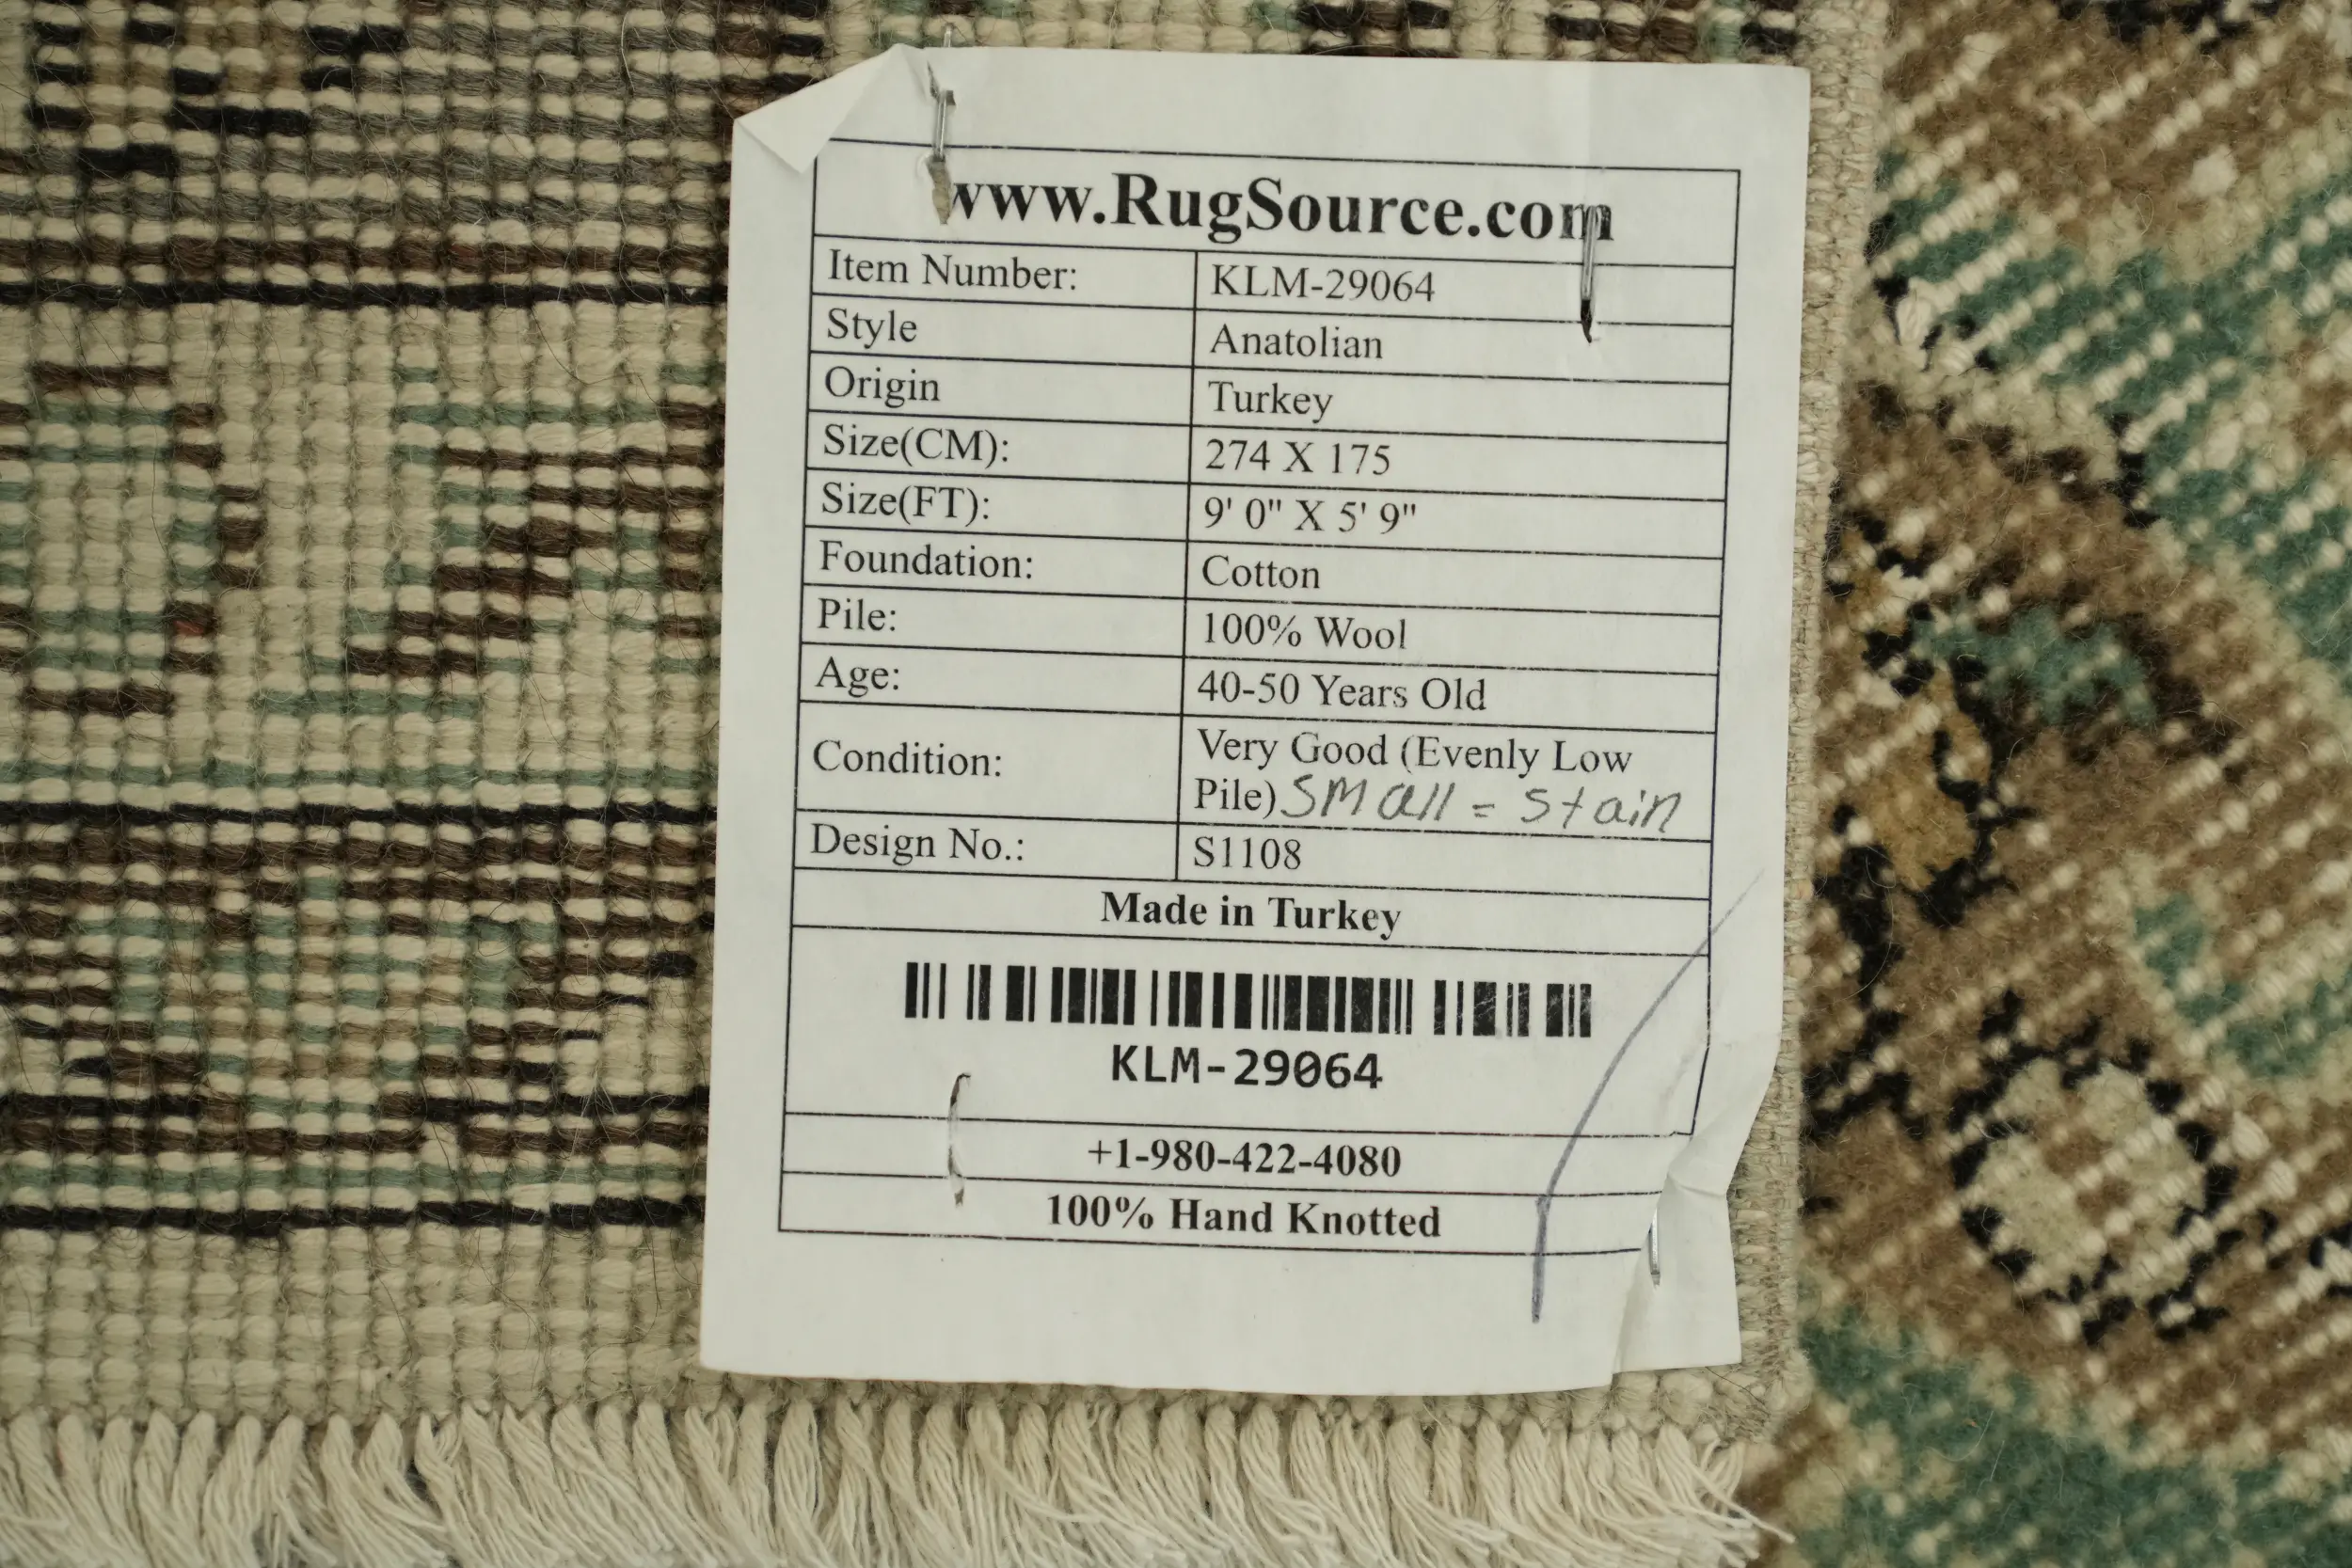 www.RugSource.com
Item Number: KLM-29064
Style Anatolian
Origin Turkey
Size(CM): 274 X 175
Size(FT): 9' 0" X 5' 9"
Foundation: Cotton
Pile: 100% Wool
Age: 40-50 Years Old
Condition: Very Good (Evenly Low
Pile) Small = Stain
Design No.: S1108
Made in Turkey
KLM-29064
+1-980-422-4080
100% Hand Knotted